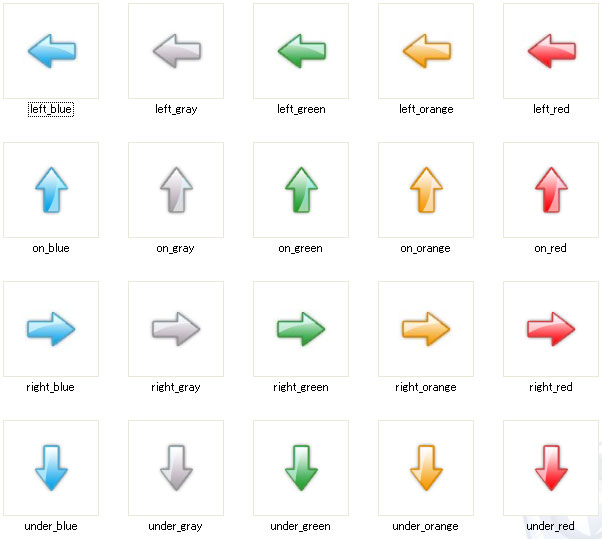 left_blue left_gray left_green left_orange left_red
on_blue on_gray on_green on_orange on_red
right_blue right_gray right_green right_orange right_red
under_blue under_gray under_green under_orange under_red